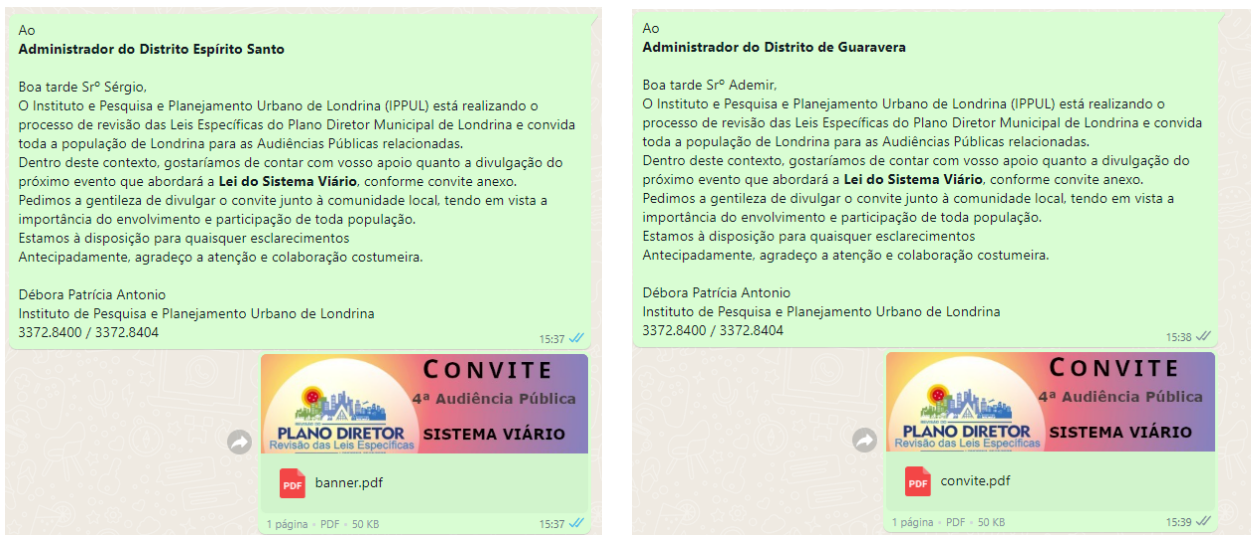 Ao
Administrador do Distrito Espírito Santo
Boa tarde Srº Sérgio,
O Instituto e Pesquisa e Planejamento Urbano de Londrina (IPPUL) está realizando o
processo de revisão das Leis Específicas do Plano Diretor Municipal de Londrina e convida
toda a população de Londrina para as Audiências Públicas relacionadas.
Dentro deste contexto, gostaríamos de contar com vosso apoio quanto a divulgação do
próximo evento que abordará a Lei do Sistema Viário, conforme convite anexo.
Pedimos a gentileza de divulgar o convite junto à comunidade local, tendo em vista a
importância do envolvimento e participação de toda população.
Estamos à disposição para quaisquer esclarecimentos
Antecipadamente, agradeço a atenção e colaboração costumeira.
Débora Patrícia Antonio
Instituto de Pesquisa e Planejamento Urbano de Londrina
3372.8400 / 3372.8404
15:37
CONVITE
4ª Audiência Pública
PLANO DIRETOR
Revisão das Leis Específicas
SISTEMA VIÁRIO
PDF
banner.pdf
1 página • PDF • 50 KB
15:37
Ao
Administrador do Distrito de Guaravera
Boa tarde Srº Ademir,
O Instituto e Pesquisa e Planejamento Urbano de Londrina (IPPUL) está realizando o
processo de revisão das Leis Específicas do Plano Diretor Municipal de Londrina e convida
toda a população de Londrina para as Audiências Públicas relacionadas.
Dentro deste contexto, gostaríamos de contar com vosso apoio quanto a divulgação do
próximo evento que abordará a Lei do Sistema Viário, conforme convite anexo.
Pedimos a gentileza de divulgar o convite junto à comunidade local, tendo em vista a
importância do envolvimento e participação de toda população.
Estamos à disposição para quaisquer esclarecimentos
Antecipadamente, agradeço a atenção e colaboração costumeira.
Débora Patrícia Antonio
Instituto de Pesquisa e Planejamento Urbano de Londrina
3372.8400 / 3372.8404
15:38
CONVITE
4ª Audiência Pública
PLANO DIRETOR
Revisão das Leis Específicas
SISTEMA VIÁRIO
PDF
convite.pdf
1 página • PDF • 50 KB
15:39